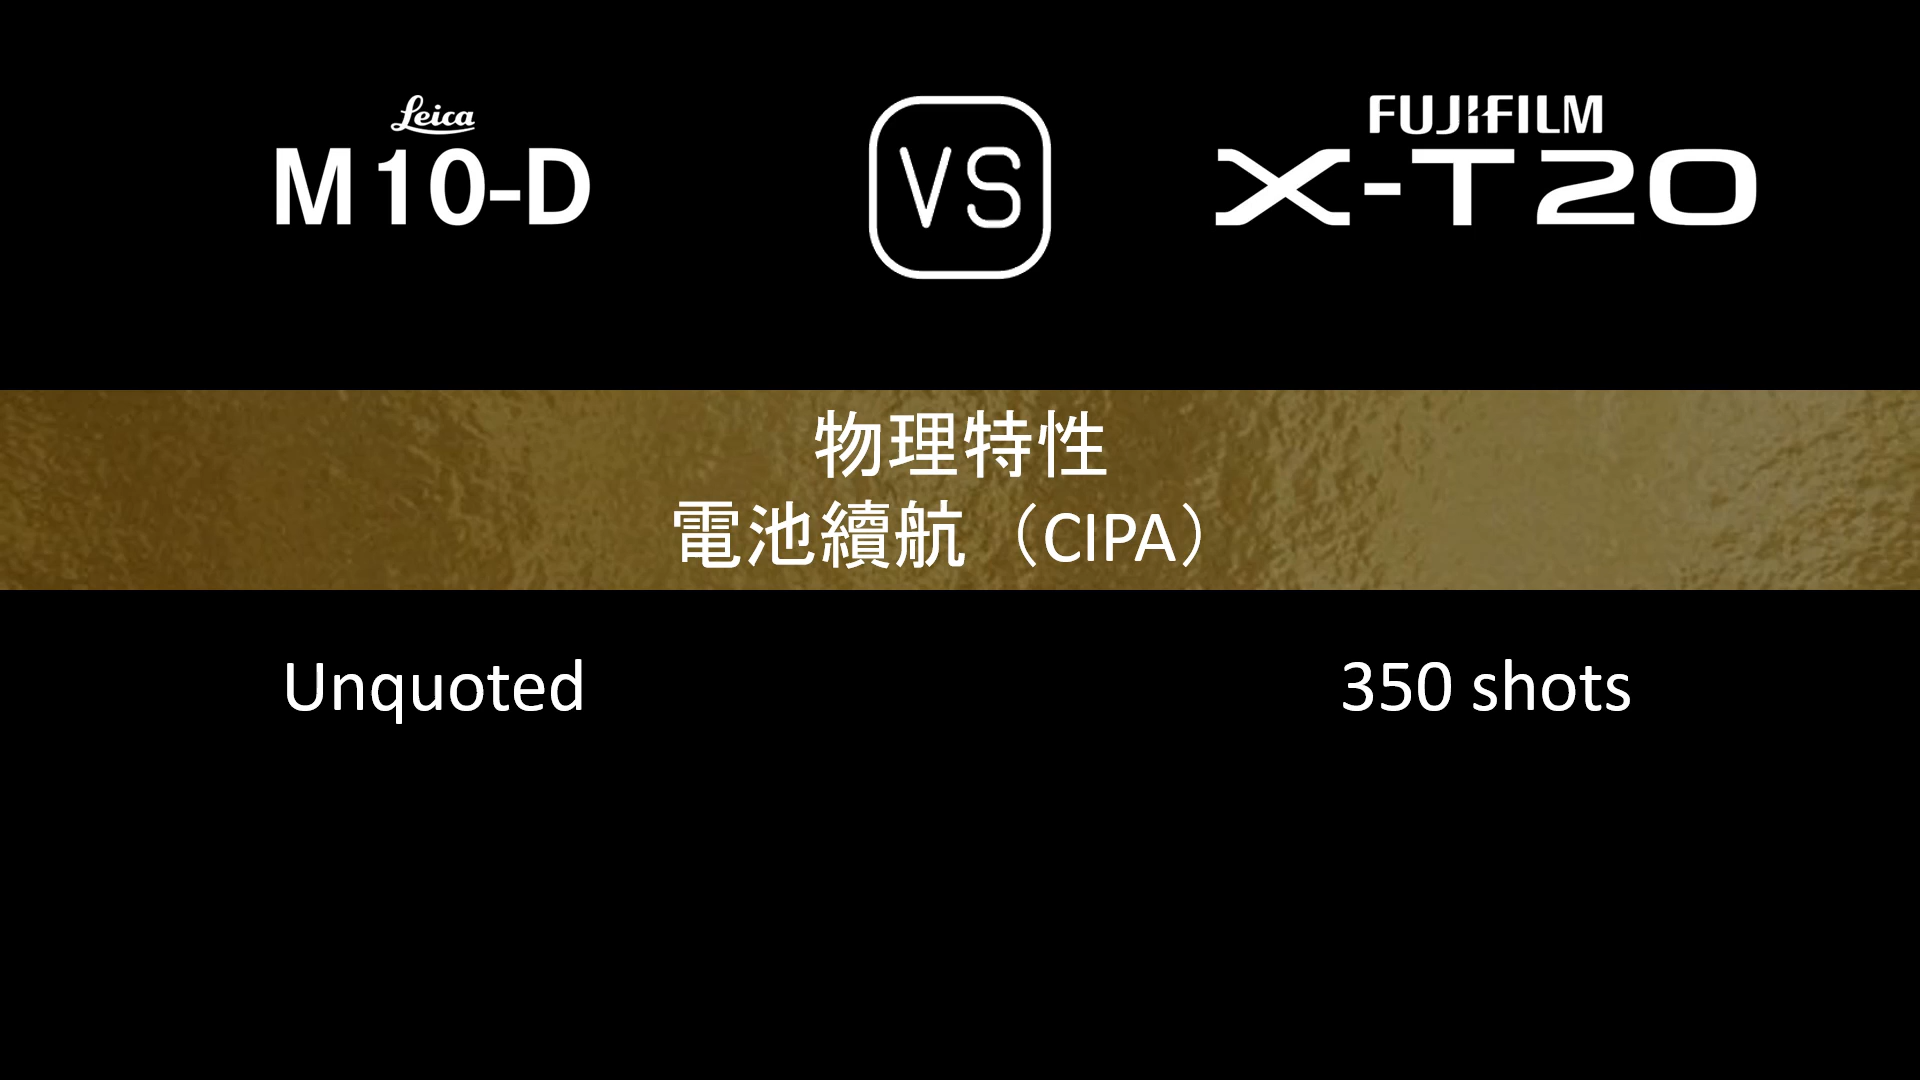 Leica
M10-D
VS
FUJIFILM
X-T20
物理特性
電池續航（CIPA）
Unquoted
350 shots